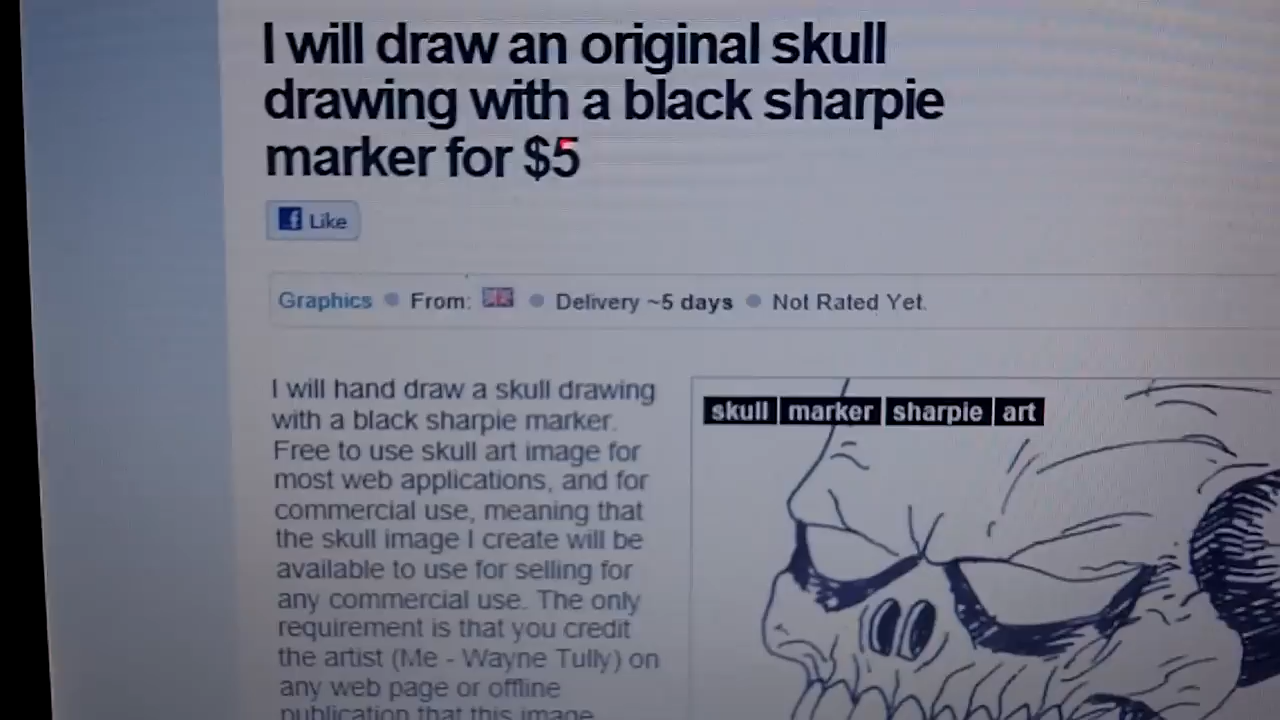 I will draw an original skull
drawing with a black sharpie
marker for $5
f Like
Graphics From: Delivery ~5 days Not Rated Yet.
I will hand draw a skull drawing
with a black sharpie marker.
Free to use skull art image for
most web applications, and for
commercial use, meaning that
the skull image I create will be
available to use for selling for
any commercial use. The only
requirement is that you credit
the artist (Me - Wayne Tully) on
any web page or offline
publication that this image
skull marker sharpie art